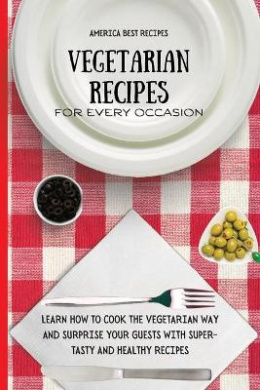 AMERICA BEST RECIPES
VEGETARIAN
RECIPES
FOR EVERY OCCASION
LEARN HOW TO COOK THE VEGETARIAN WAY
AND SURPRISE YOUR GUESTS WITH SUPER-
TASTY AND HEALTHY RECIPES